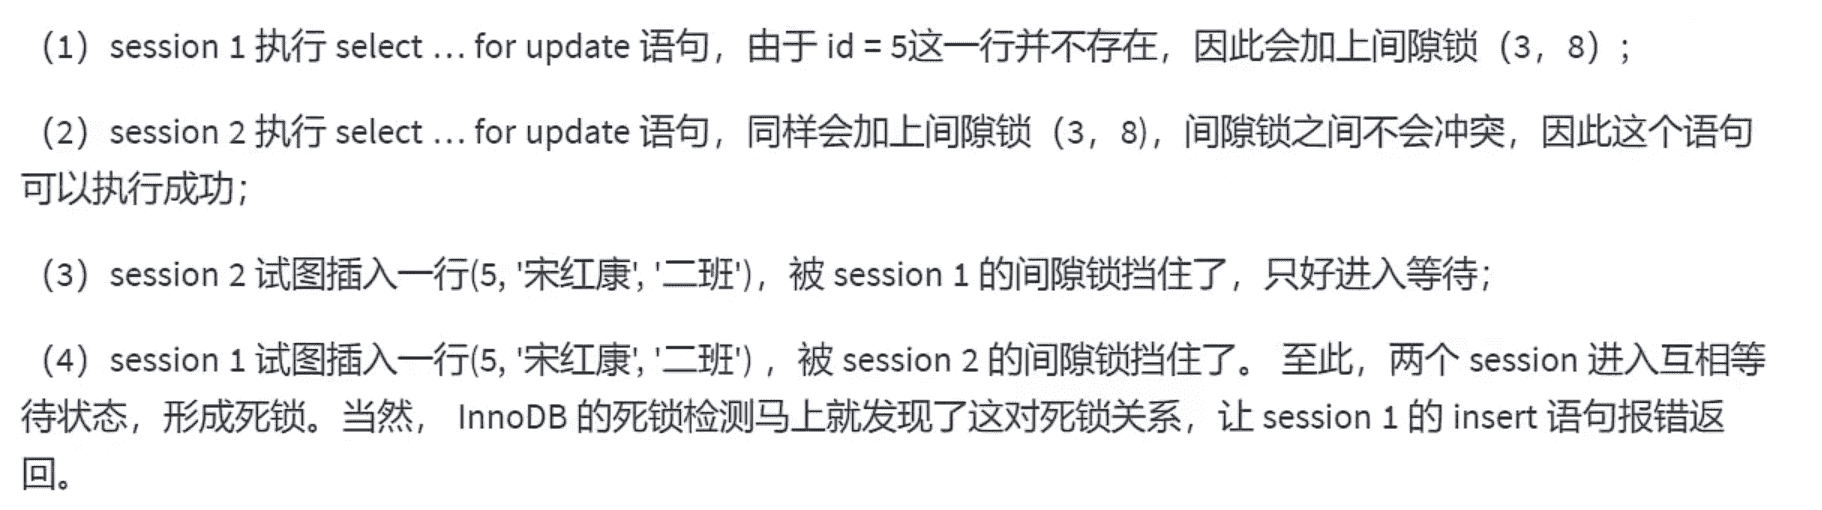 （1）session 1 执行 select … for update 语句，由于 id = 5这一行并不存在，因此会加上间隙锁（3，8）;
（2）session 2 执行 select … for update 语句，同样会加上间隙锁（3，8)，间隙锁之间不会冲突，因此这个语句
可以执行成功；
（3）session 2 试图插入一行(5, '宋红康', '二班')，被 session 1 的间隙锁挡住了，只好进入等待；
（4）session 1 试图插入一行(5, '宋红康', '二班') ，被 session 2 的间隙锁挡住了。 至此，两个 session 进入互相等
待状态，形成死锁。当然， InnoDB 的死锁检测马上就发现了这对死锁关系，让 session 1 的 insert 语句报错返
回。